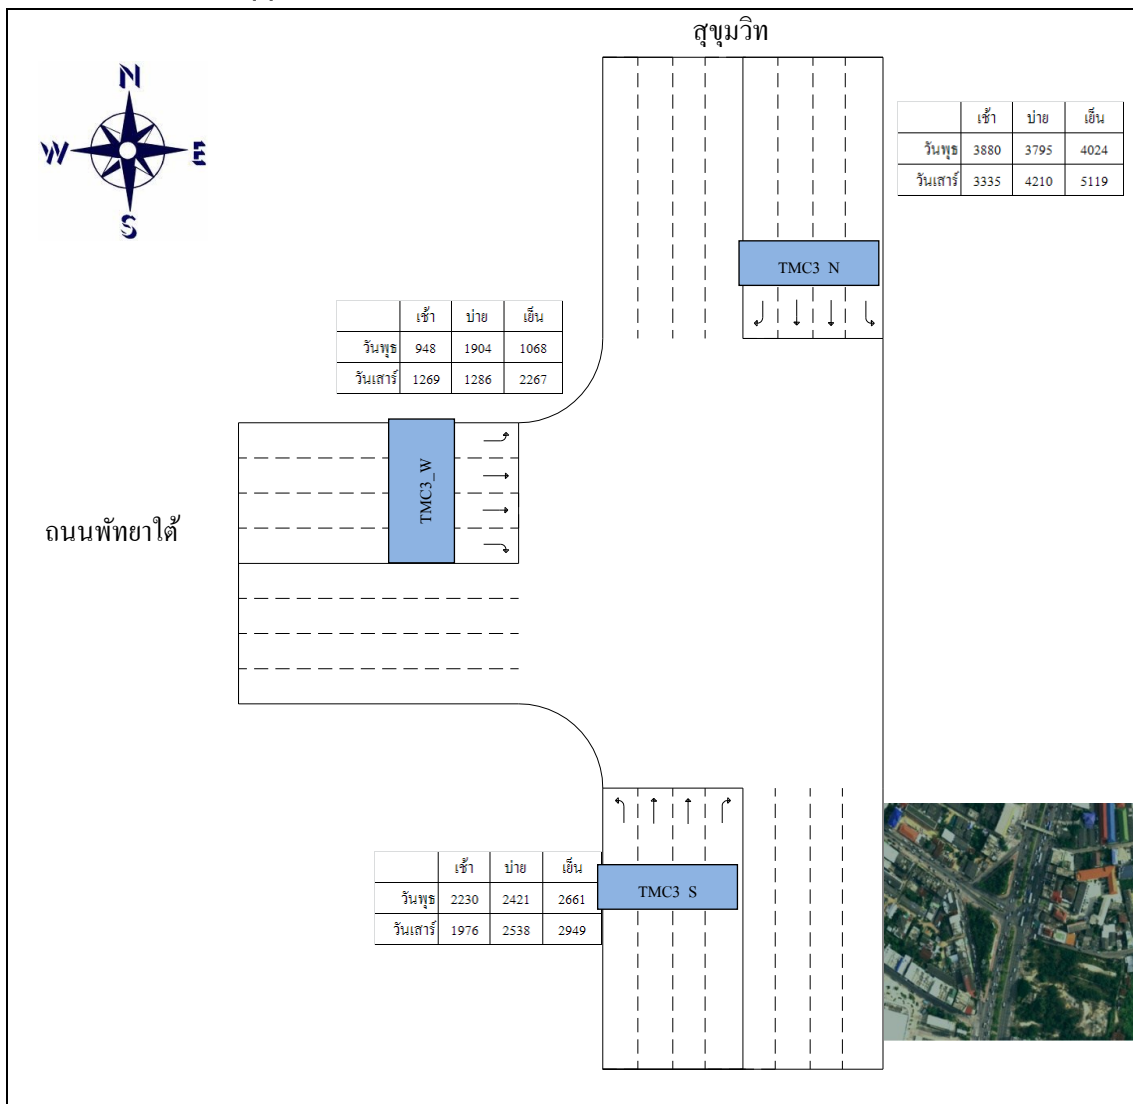 สุขุมวิท
N
W E
S
เช้า บ่าย เย็น
วันพุธ 3880 3795 4024
วันเสาร์ 3335 4210 5119
TMC3 N
เช้า บ่าย เย็น
วันพุธ 948 1904 1068
วันเสาร์ 1269 1286 2267
TMC3_W
ถนนพัทยาใต้
เช้า บ่าย เย็น
วันพุธ 2230 2421 2661
วันเสาร์ 1976 2538 2949
TMC3 S